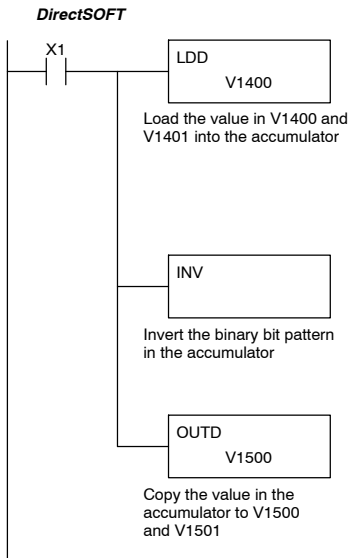 DirectSOFT
X1
LDD
V1400
Load the value in V1400 and
V1401 into the accumulator
INV
Invert the binary bit pattern
in the accumulator
OUTD
V1500
Copy the value in the
accumulator to V1500
and V1501